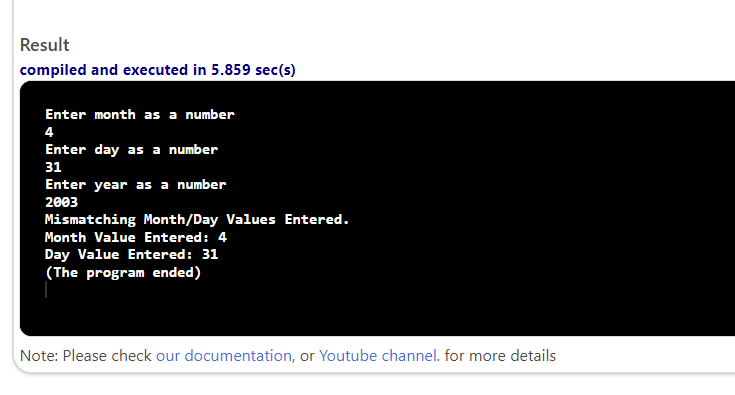 Result
compiled and executed in 5.859 sec(s)
Enter month as a number
4
Enter day as a number
31
Enter year as a number
2003
Mismatching Month/Day Values Entered.
Month Value Entered: 4
Day Value Entered: 31
(The program ended)
Note: Please check our documentation, or Youtube channel. for more details